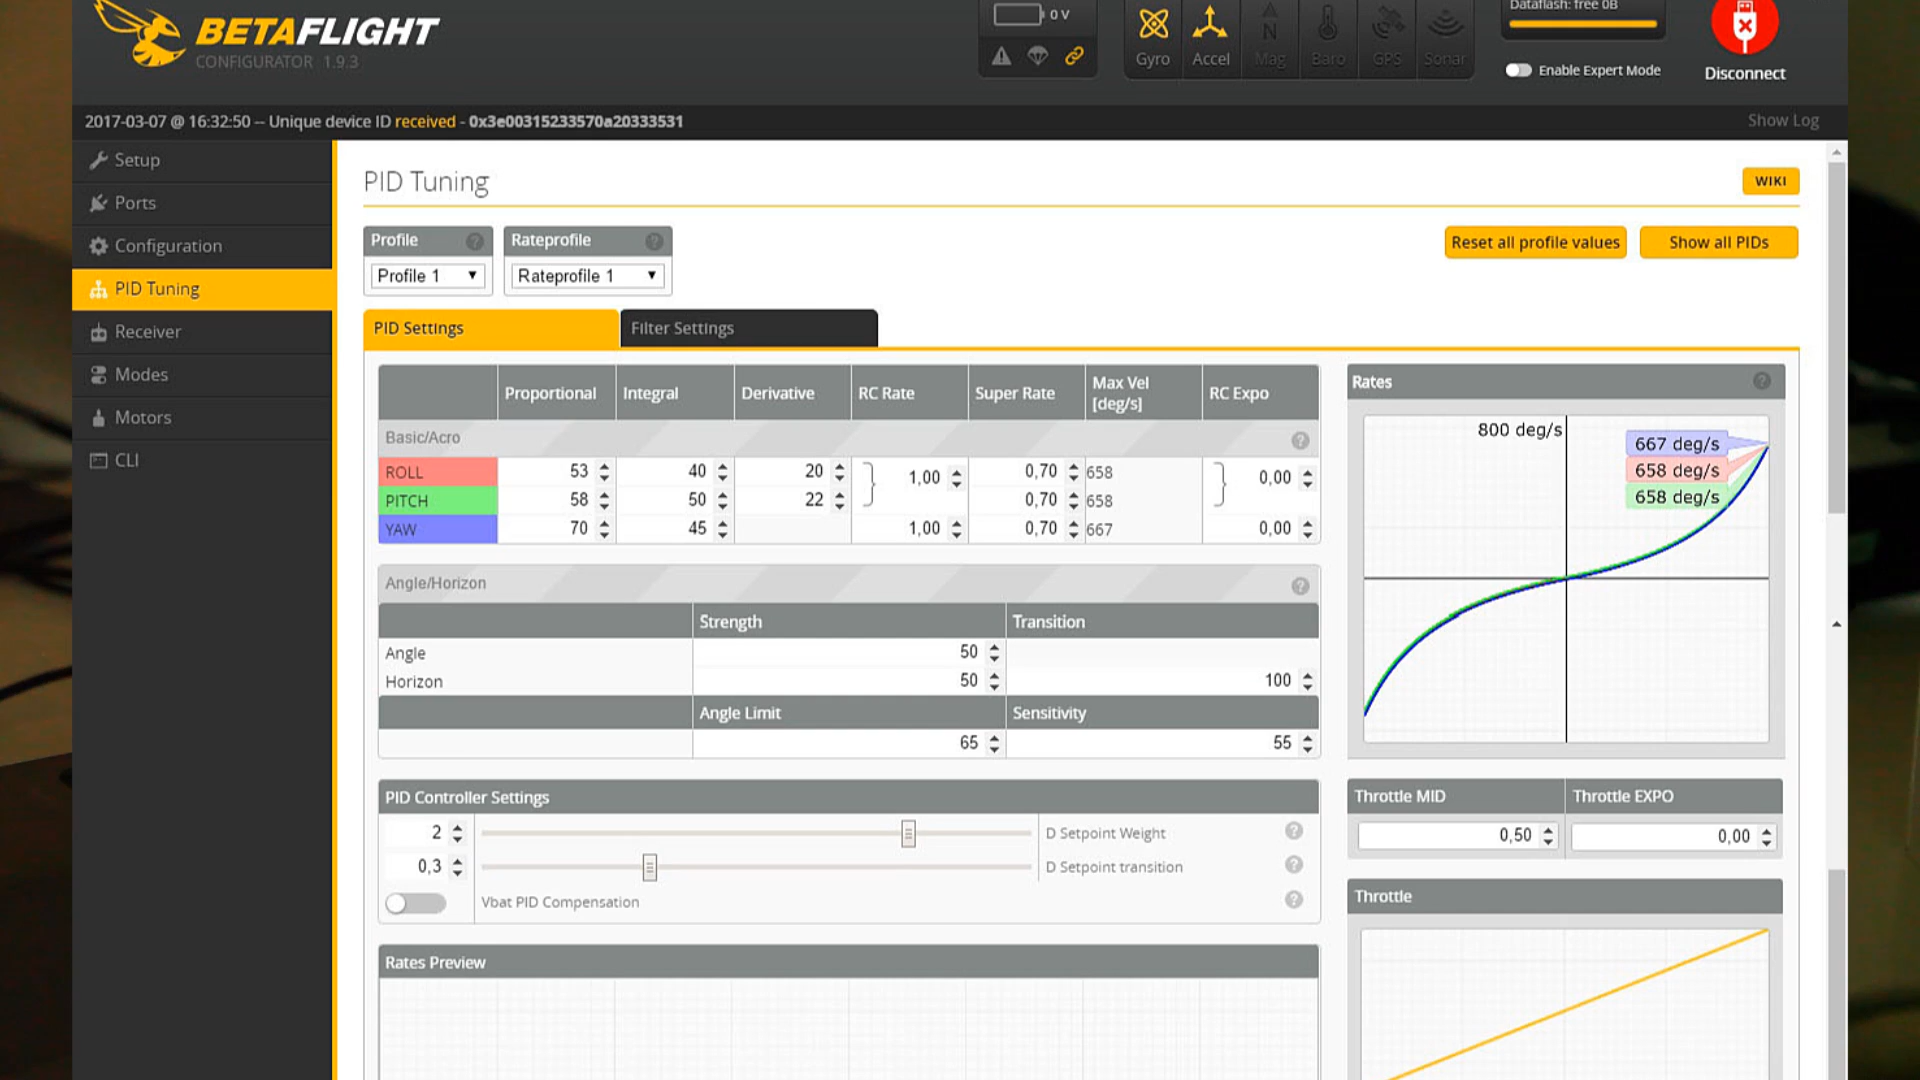 BETAFLIGHT
CONFIGURATOR 1.9.3
0 V
Gyro
Accel
Mag
Baro
GPS
Sonar
Dataflash: free 0B
Enable Expert Mode
Disconnect
2017-03-07 @ 16:32:50 -- Unique device ID received - 0x3e00315233570a20333531
Show Log
Setup
Ports
Configuration
PID Tuning
Receiver
Modes
Motors
CLI
PID Tuning
WIKI
Profile
Rateprofile
Profile 1
Rateprofile 1
Reset all profile values
Show all PIDs
PID Settings
Filter Settings
Proportional Integral Derivative RC Rate Super Rate Max Vel [deg/s] RC Expo
Basic/Acro
ROLL 53 40 20 1,00 0,70 658 0,00
PITCH 58 50 22 0,70 658
YAW 70 45 1,00 0,70 667 0,00
Angle/Horizon
Strength Transition
Angle 50
Horizon 50 100
Angle Limit Sensitivity
65 55
PID Controller Settings
2 D Setpoint Weight
0,3 D Setpoint transition
Vbat PID Compensation
Rates Preview
Rates
800 deg/s
667 deg/s
658 deg/s
658 deg/s
Throttle MID Throttle EXPO
0,50 0,00
Throttle